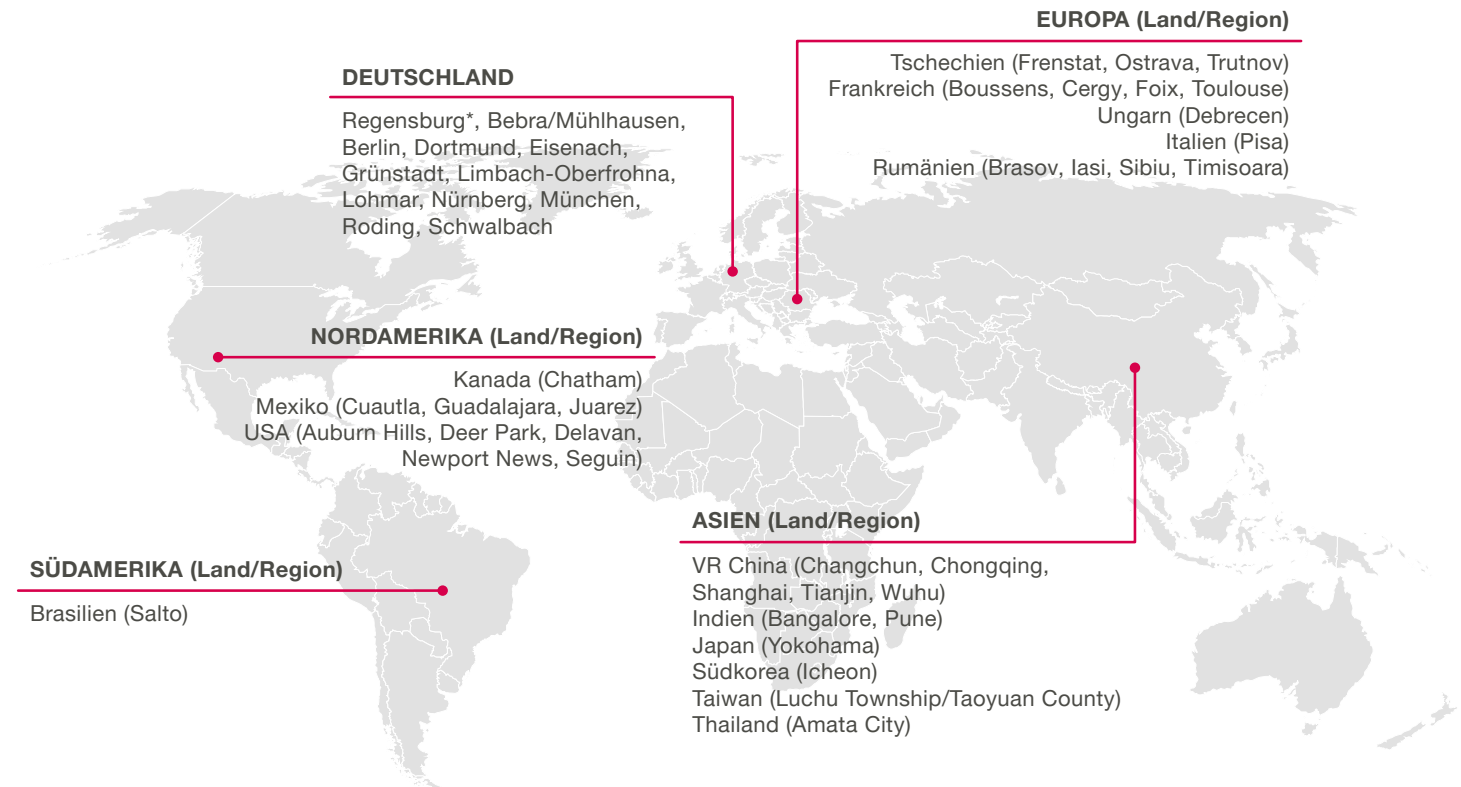 EUROPA (Land/Region)
Tschechien (Frenstat, Ostrava, Trutnov)
Frankreich (Boussens, Cergy, Foix, Toulouse)
Ungarn (Debrecen)
Italien (Pisa)
Rumänien (Brasov, Iasi, Sibiu, Timisoara)
DEUTSCHLAND
Regensburg*, Bebra/Mühlhausen,
Berlin, Dortmund, Eisenach,
Grünstadt, Limbach-Oberfrohna,
Lohmar, Nürnberg, München,
Roding, Schwalbach
NORDAMERIKA (Land/Region)
Kanada (Chatham)
Mexiko (Cuautla, Guadalajara, Juarez)
USA (Auburn Hills, Deer Park, Delavan,
Newport News, Seguin)
ASIEN (Land/Region)
VR China (Changchun, Chongqing,
Shanghai, Tianjin, Wuhu)
Indien (Bangalore, Pune)
Japan (Yokohama)
Südkorea (Icheon)
Taiwan (Luchu Township/Taoyuan County)
Thailand (Amata City)
SÜDAMERIKA (Land/Region)
Brasilien (Salto)